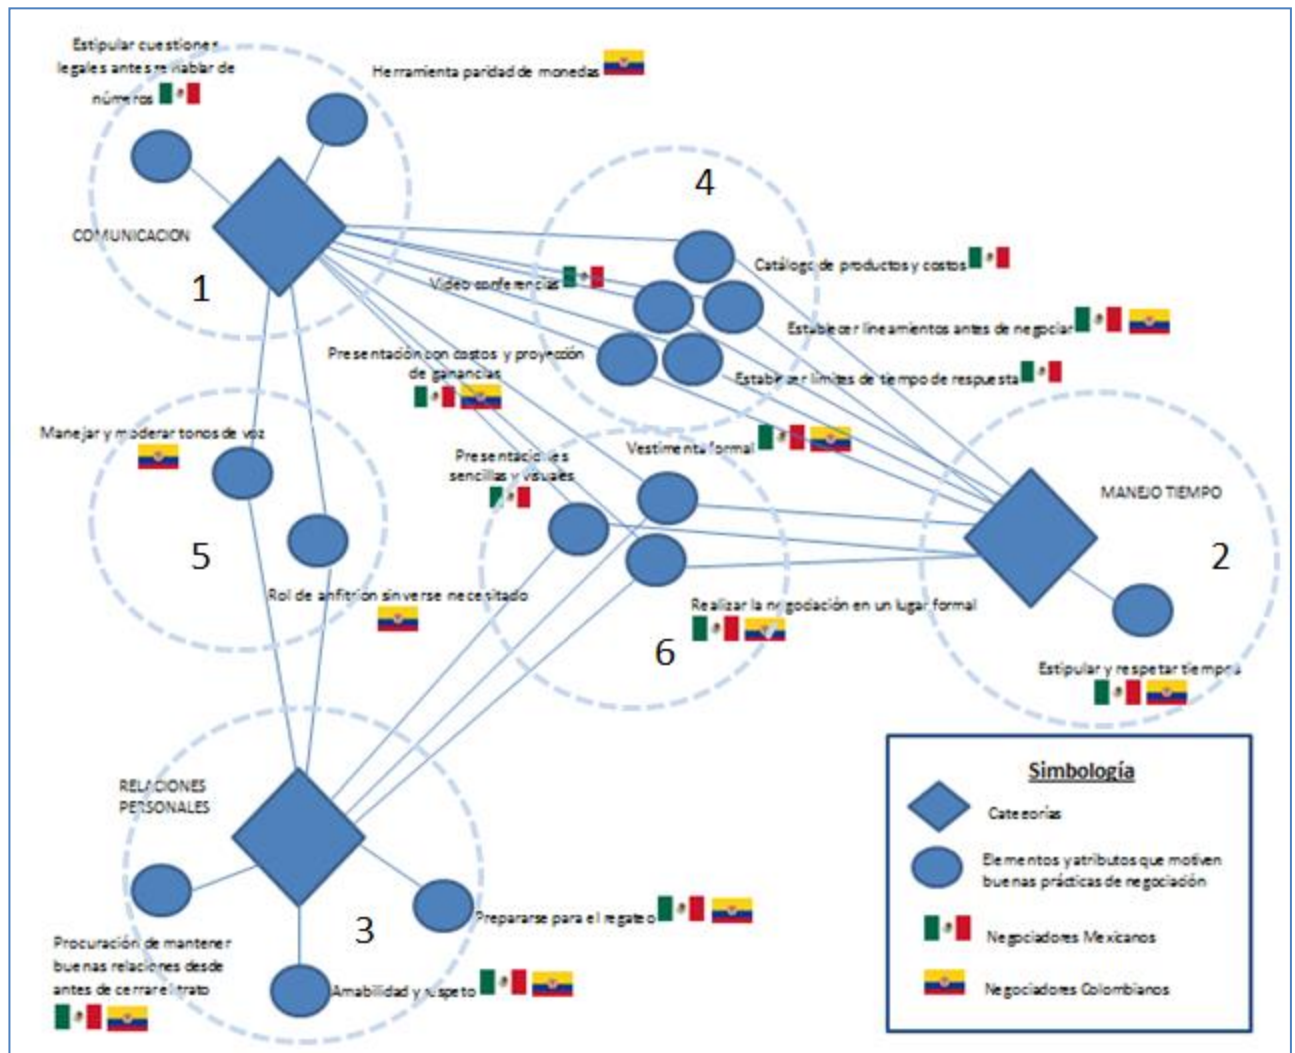 Estipular cuestiones
legales antes de hablar de
números
Herramienta paridad de monedas
COMUNICACION
1
4
Catálogo de productos y costos
Video conferencias
Establecer lineamientos antes de negociar
Presentación con costos y proyección
de ganancias
Establecer límites de tiempo de respuesta
Manejar y moderar tonos de voz
Vestimenta formal
Presentaciones
sencillas y visuales
MANEJO TIEMPO
5
2
Rol de anfitrión sin verse necesitado
Realizar la negociación en un lugar formal
6
Estipular y respetar tiempos
RELACIONES
PERSONALES
3
Prepararse para el regateo
Procuración de mantener
buenas relaciones desde
antes de cerrar el trato
Amabilidad y respeto
Simbología
Categorías
Elementos y atributos que motiven
buenas prácticas de negociación
Negociadores Mexicanos
Negociadores Colombianos